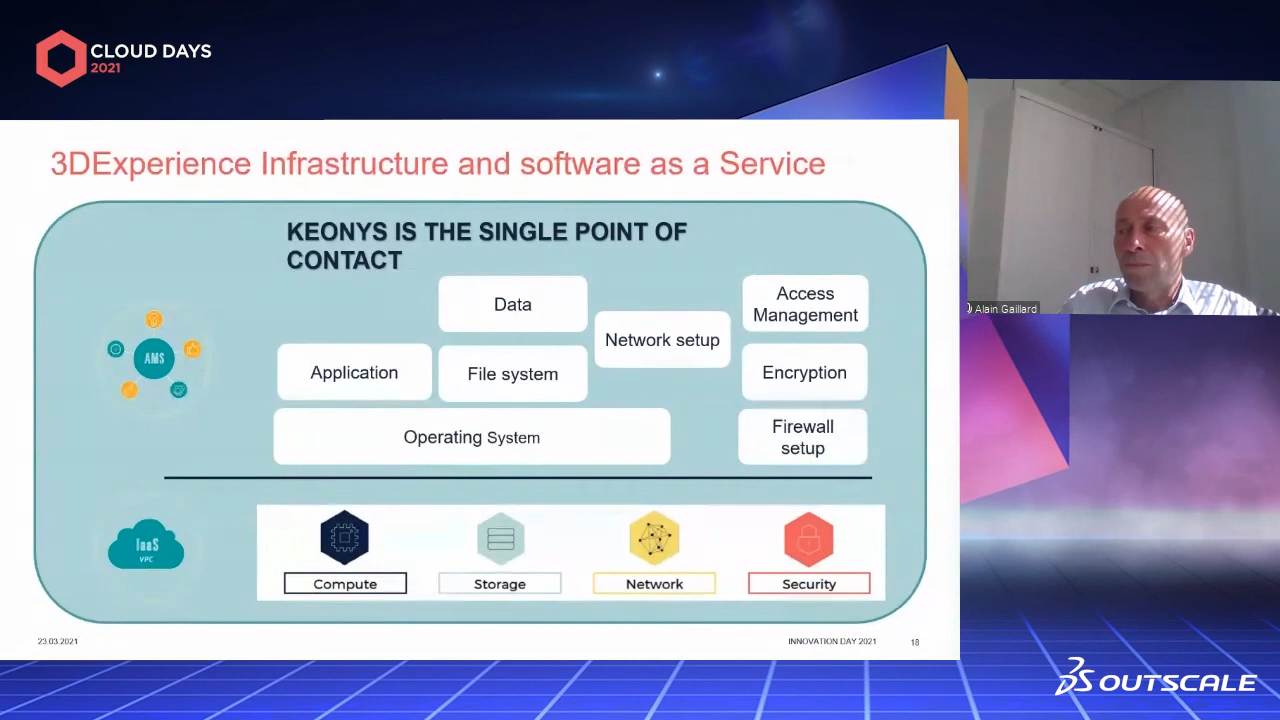 CLOUD DAYS
2021
3DExperience Infrastructure and software as a Service
KEONYS IS THE SINGLE POINT OF
CONTACT
Data
Access
Management
Network setup
Application
File system
Encryption
Operating System
Firewall
setup
AMS
IaaS
VPC
Compute
Storage
Network
Security
23.03.2021
INNOVATION DAY 2021
18
Alain Gaillard
OUTSCALE